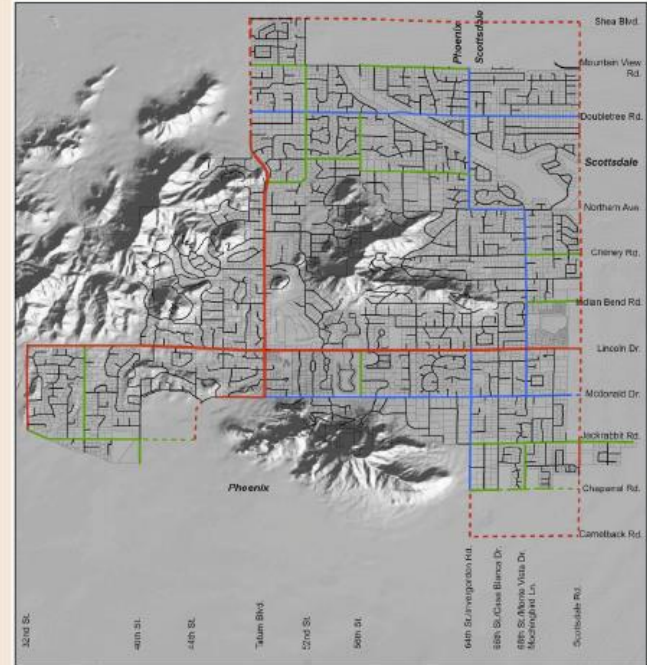 Shea Blvd.
Phoenix
Scottsdale
Mountain View
Rd.
Doubletree Rd.
Scottsdale
Northern Ave.
Cheney Rd.
Indian Bend Rd.
Lincoln Dr.
Mcdonald Dr.
Jackrabbit Rd.
Phoenix
Chaparral Rd.
Camelback Rd.
32nd St.
40th St.
44th St.
Tatum Blvd.
52nd St.
56th St.
64th St./Invergordon Rd.
66th St./Casa Blanca Dr.
68th St./Monte Vista Dr.
Mockingbird Ln.
Scottsdale Rd.